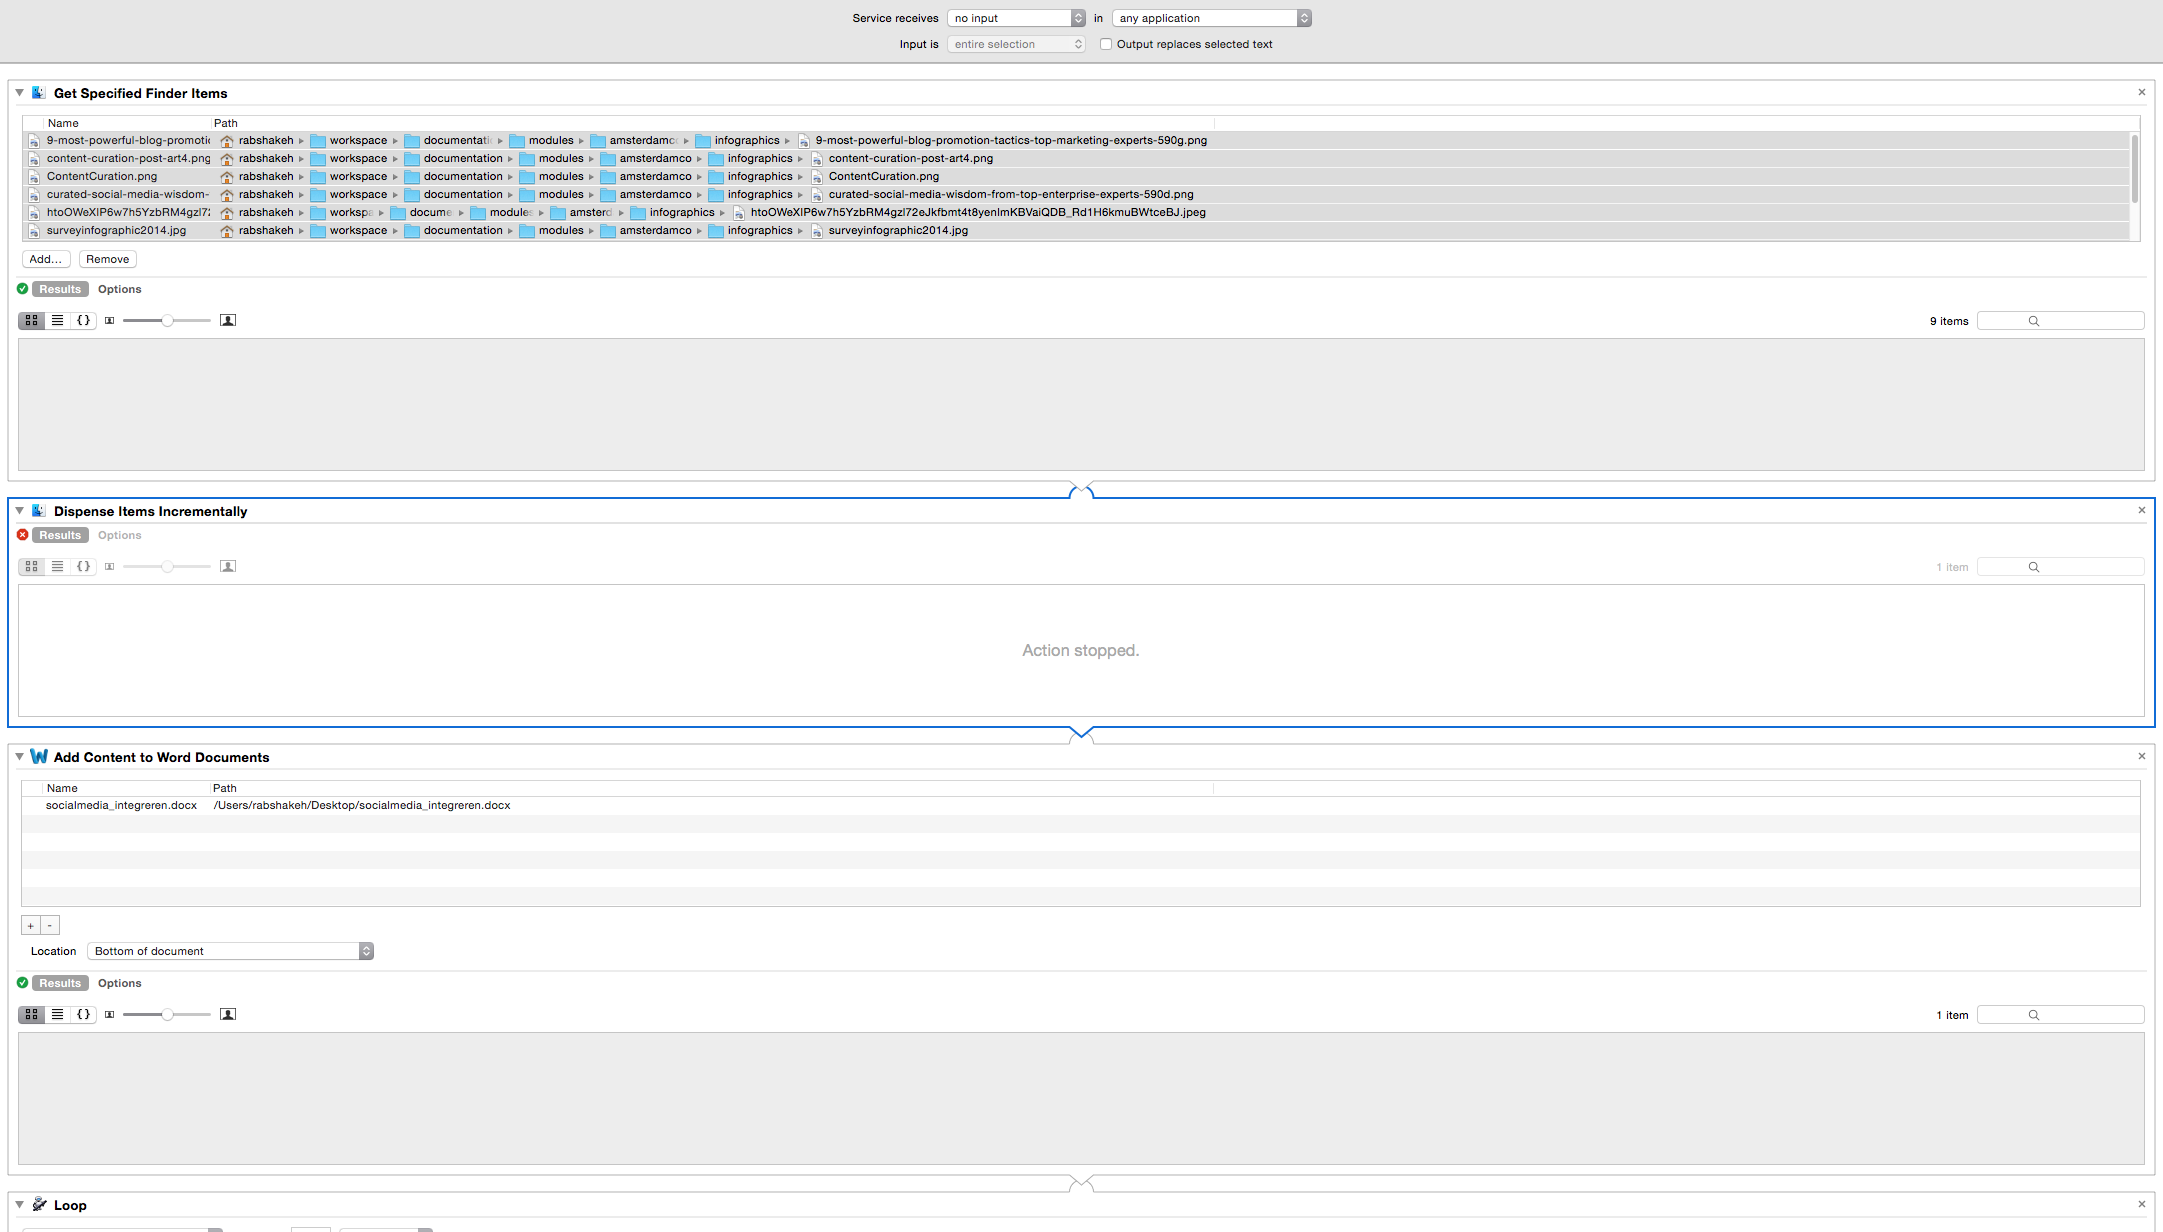 Service receives no input in any application
Input is entire selection Output replaces selected text
Get Specified Finder Items
Name Path
9-most-powerful-blog-promotic rabshakeh workspace documentati modules amsterdamc infographics 9-most-powerful-blog-promotion-tactics-top-marketing-experts-590g.png
content-curation-post-art4.png rabshakeh workspace documentation modules amsterdamco infographics content-curation-post-art4.png
ContentCuration.png rabshakeh workspace documentation modules amsterdamco infographics ContentCuration.png
curated-social-media-wisdom- rabshakeh workspace documentation modules amsterdamco infographics curated-social-media-wisdom-from-top-enterprise-experts-590d.png
rabshakeh workspa docume module amsterd infographics
surveyinfographic2014.jpg rabshakeh workspace documentation modules amsterdamco infographics surveyinfographic2014.jpg
Add... Remove
Results Options
{} 9 items
Dispense Items Incrementally
Results Options
{} 1 item
Action stopped.
W Add Content to Word Documents
Name Path
socialmedia_integreren.docx /Users/rabshakeh/Desktop/socialmedia_integreren.docx
+ -
Location Bottom of document
Results Options
{} 1 item
Loop